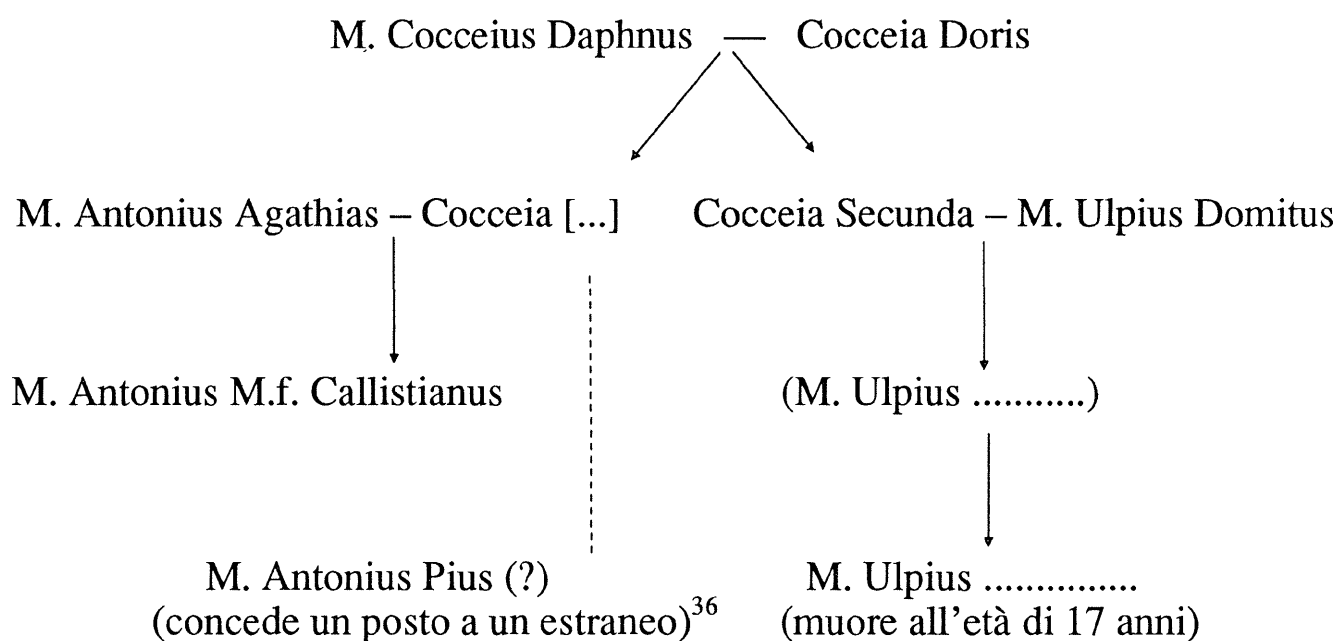 M. Cocceius Daphnus — Cocceia Doris
M. Antonius Agathias – Cocceia [...] Cocceia Secunda – M. Ulpius Domitus
M. Antonius M.f. Callistianus (M. Ulpius ...........)
M. Antonius Pius (?) M. Ulpius ...............
(concede un posto a un estraneo)36 (muore all'età di 17 anni)